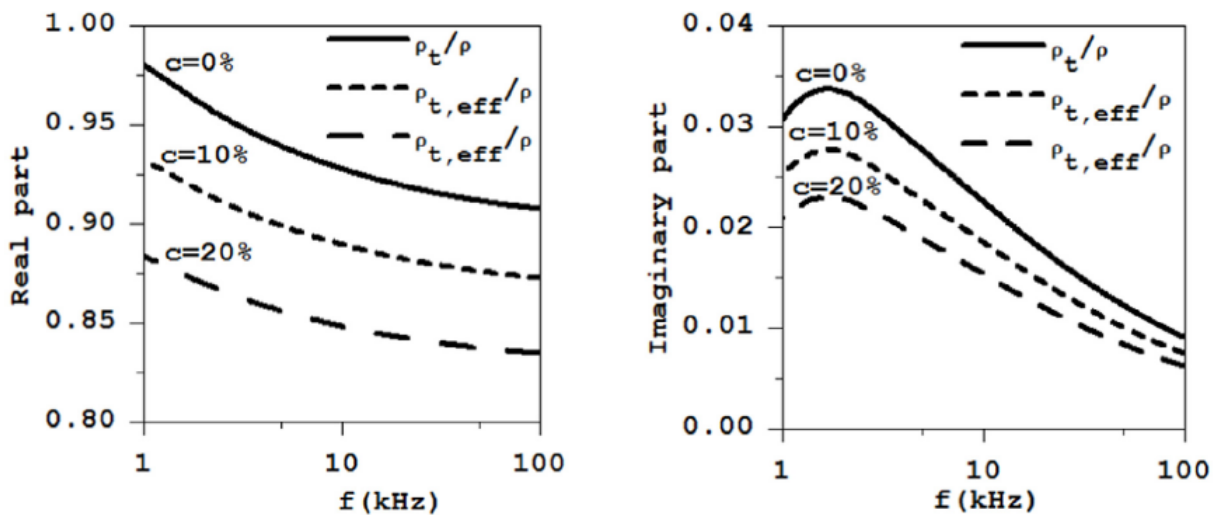 1.00
0.95
0.90
0.85
0.80
Real part
c=0%
c=10%
c=20%
ρt/ρ
ρt,eff/ρ
ρt,eff/ρ
1 10 100
f(kHz)
0.04
0.03
0.02
0.01
0.00
Imaginary part
c=0%
c=10%
c=20%
ρt/ρ
ρt,eff/ρ
ρt,eff/ρ
1 10 100
f(kHz)